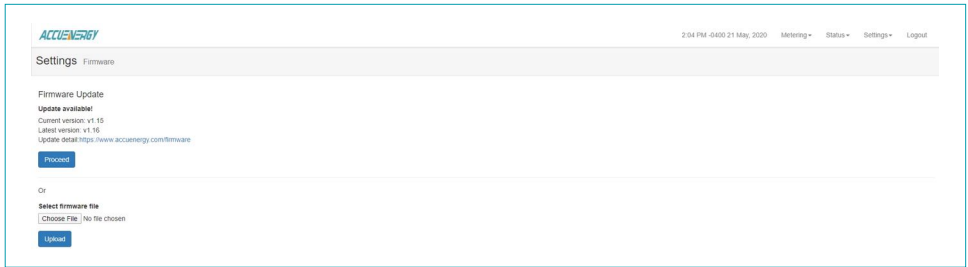 ACCUENERGY
2:04 PM -0400 21 May, 2020 Metering Status Settings Logout
Settings Firmware
Firmware Update
Update available!
Current version: v1.15
Latest version: v1.16
Update detail:https://www.accuenergy.com/firmware
Proceed
Or
Select firmware file
Choose File No file chosen
Upload